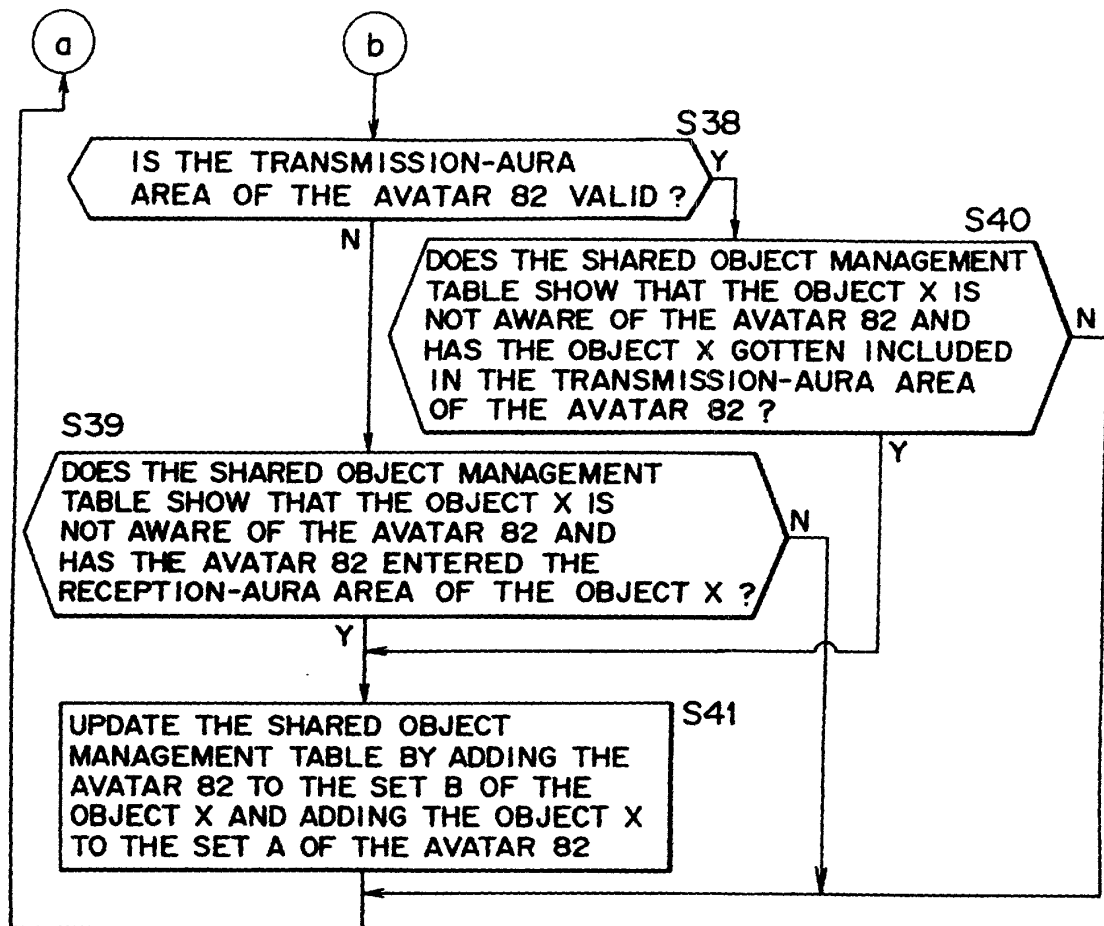 a
b
S38
IS THE TRANSMISSION-AURA
AREA OF THE AVATAR 82 VALID ?
Y
N
S40
DOES THE SHARED OBJECT MANAGEMENT
TABLE SHOW THAT THE OBJECT X IS
NOT AWARE OF THE AVATAR 82 AND
HAS THE OBJECT X GOTTEN INCLUDED
IN THE TRANSMISSION-AURA AREA
OF THE AVATAR 82 ?
N
Y
S39
DOES THE SHARED OBJECT MANAGEMENT
TABLE SHOW THAT THE OBJECT X IS
NOT AWARE OF THE AVATAR 82 AND
HAS THE AVATAR 82 ENTERED THE
RECEPTION-AURA AREA OF THE OBJECT X ?
N
Y
S41
UPDATE THE SHARED OBJECT
MANAGEMENT TABLE BY ADDING THE
AVATAR 82 TO THE SET B OF THE
OBJECT X AND ADDING THE OBJECT X
TO THE SET A OF THE AVATAR 82